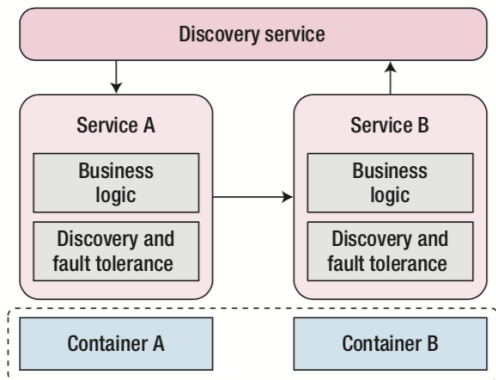 Discovery service
Service A
Business
logic
Discovery and
fault tolerance
Service B
Business
logic
Discovery and
fault tolerance
Container A
Container B